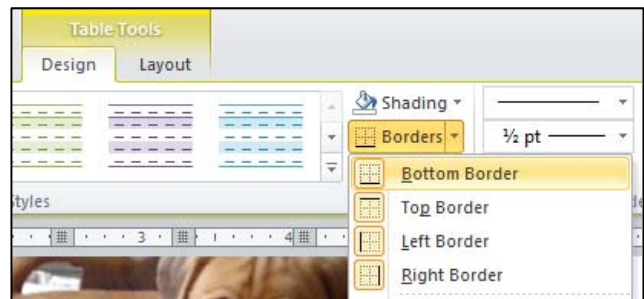 Table Tools
Design Layout
Shading
Borders ½ pt
Bottom Border
Styles
Top Border
3 4
Left Border
Right Border